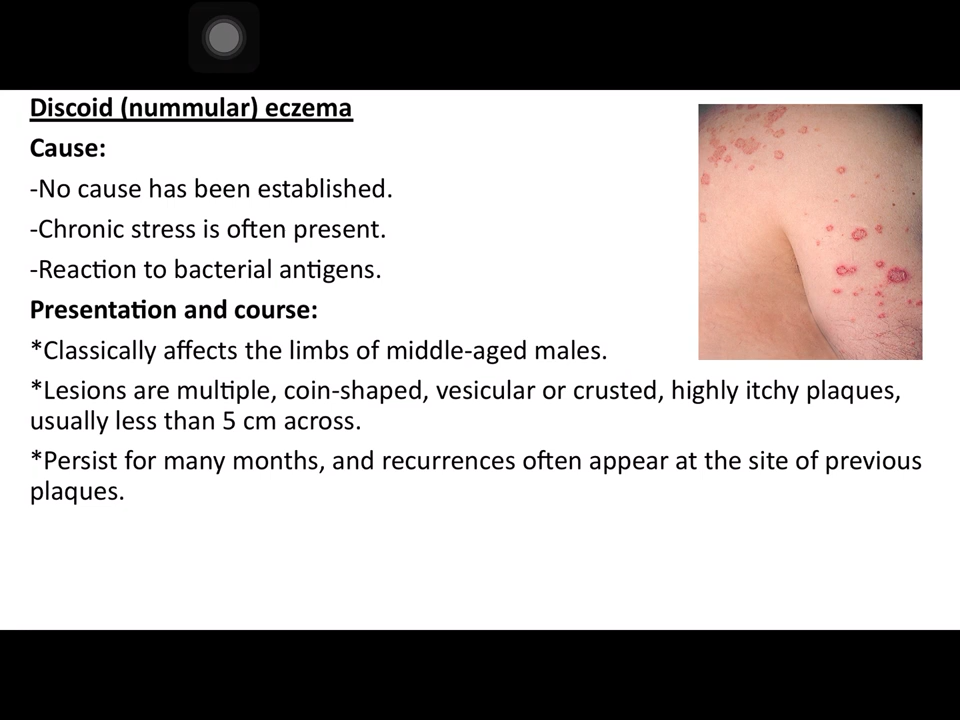 Discoid (nummular) eczema
Cause:
-No cause has been established.
-Chronic stress is often present.
-Reaction to bacterial antigens.
Presentation and course:
*Classically affects the limbs of middle-aged males.
*Lesions are multiple, coin-shaped, vesicular or crusted, highly itchy plaques,
usually less than 5 cm across.
*Persist for many months, and recurrences often appear at the site of previous
plaques.